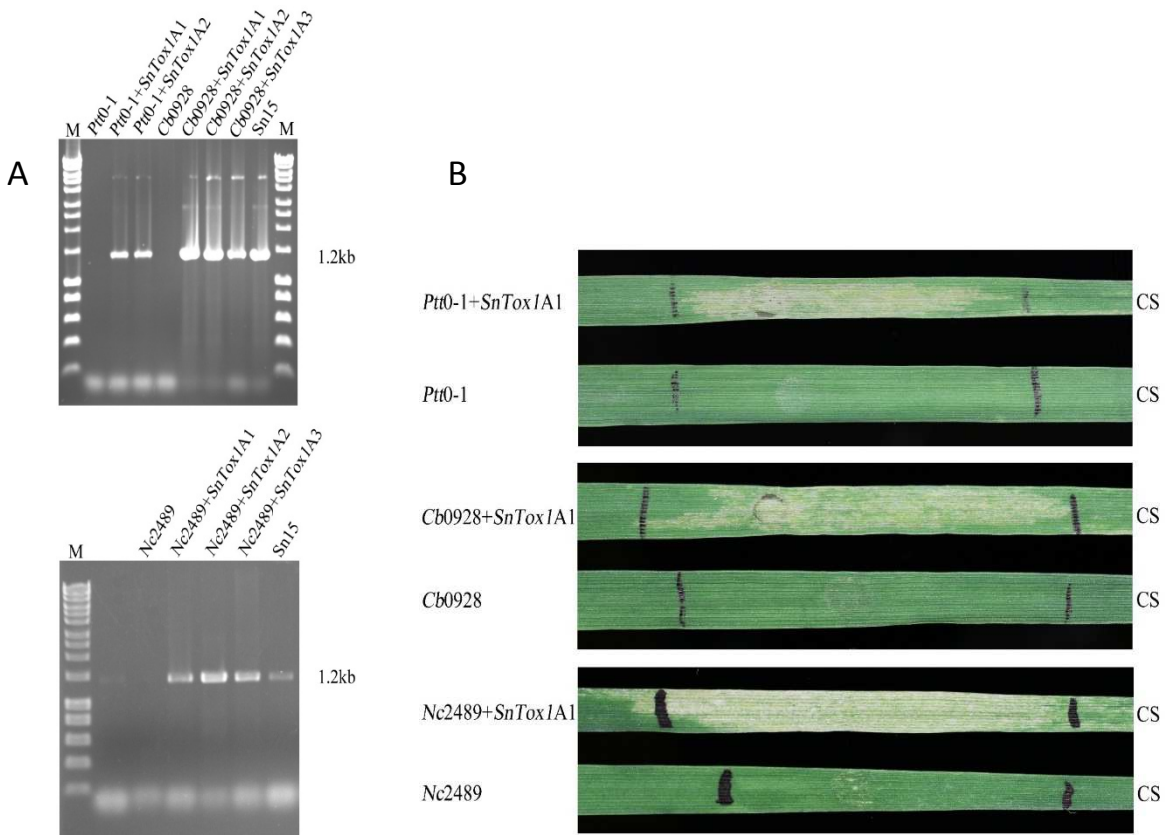 A
M
Ptt0-1
Ptt0-1+SnTox1A1
Ptt0-1+SnTox1A2
Cb0928
Cb0928+SnTox1A1
Cb0928+SnTox1A2
Cb0928+SnTox1A3
Sn15
M
1.2kb
M
Nc2489
Nc2489+SnTox1A1
Nc2489+SnTox1A2
Nc2489+SnTox1A3
Sn15
1.2kb
B
Ptt0-1+SnTox1A1 CS
Ptt0-1 CS
Cb0928+SnTox1A1 CS
Cb0928 CS
Nc2489+SnTox1A1 CS
Nc2489 CS